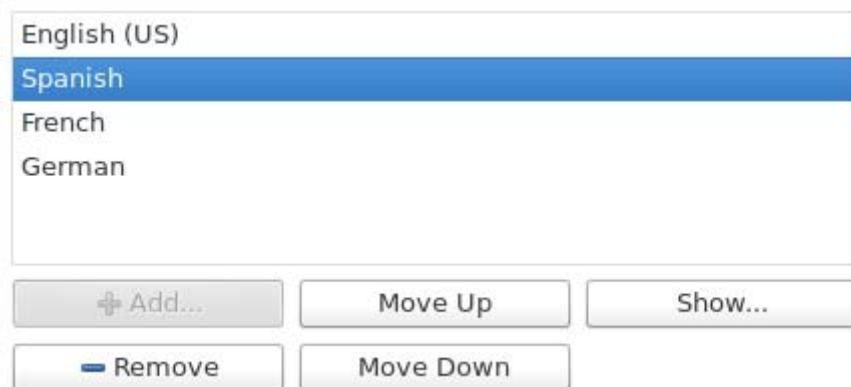 English (US)
Spanish
French
German
Add...
Move Up
Show...
Remove
Move Down